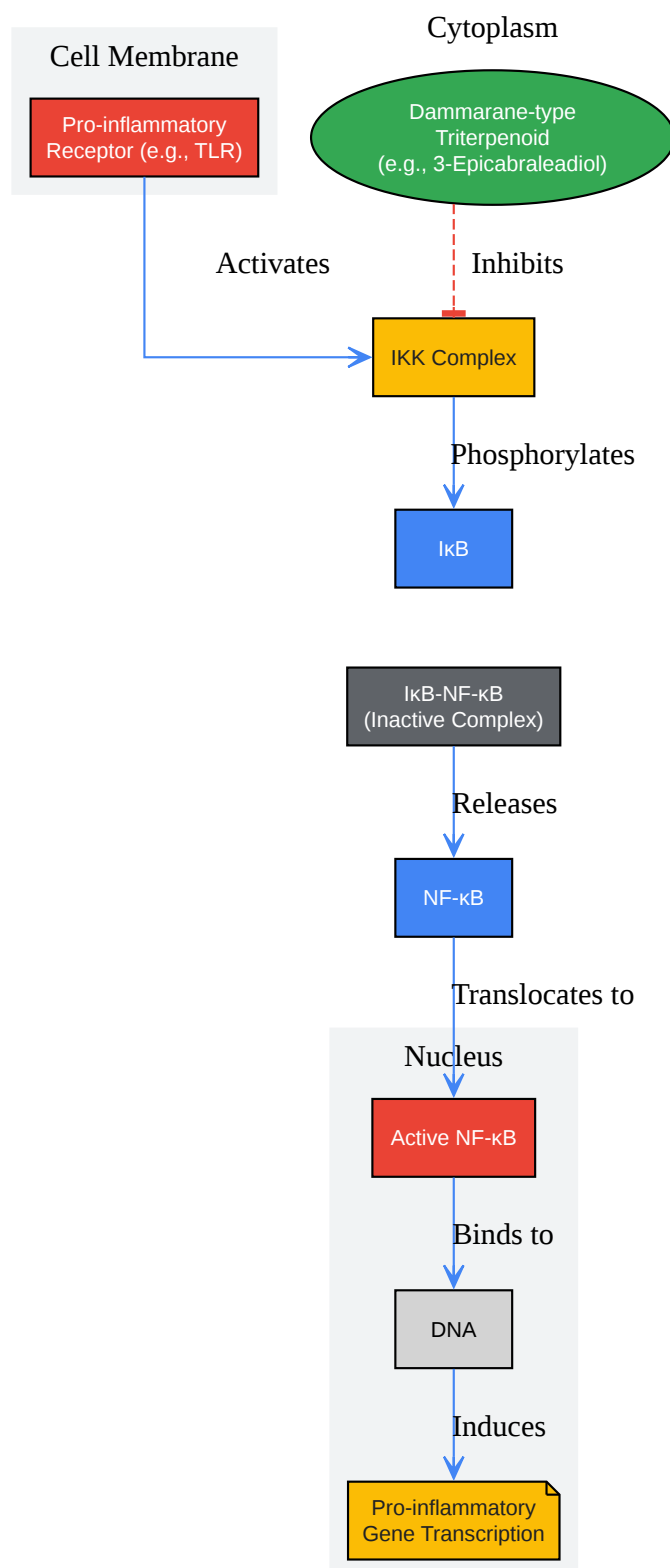 Cytoplasm
Cell Membrane
Pro-inflammatory
Receptor (e.g., TLR)
Dammarane-type
Triterpenoid
(e.g., 3-Epicabraleadiol)
Activates
Inhibits
IKK Complex
Phosphorylates
IκB
IκB-NF-κB
(Inactive Complex)
Releases
NF-κB
Translocates to
Nucleus
Active NF-κB
Binds to
DNA
Induces
Pro-inflammatory
Gene Transcription